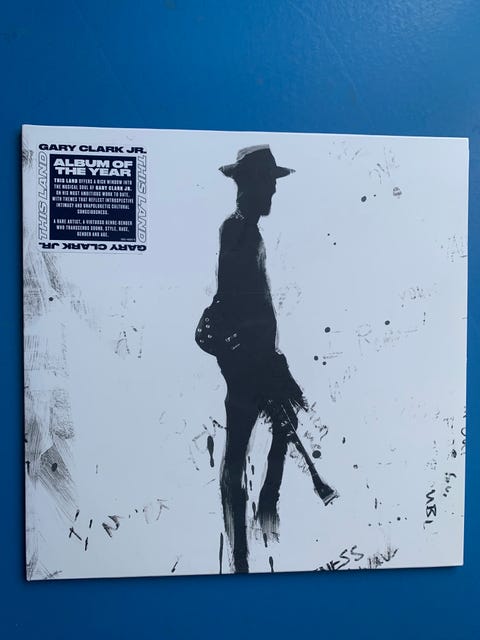 GARY CLARK JR.
THIS LAND
ALBUM OF
THE YEAR
THIS LAND OFFERS A RICH WINDOW INTO
THE MUSICAL SOUL OF GARY CLARK JR.
ON HIS MOST AMBITIOUS WORK TO DATE,
WITH THEMES THAT REFLECT INTROSPECTIVE
INTIMACY AND UNAPOLOGETIC CULTURAL
CONSCIOUSNESS.
A RARE ARTIST, A VIRTUOSO GENRE-BENDER
WHO TRANSCENDS SOUND, STYLE, RACE,
GENDER AND AGE.
THIS LAND
GARY CLARK JR.
NESS